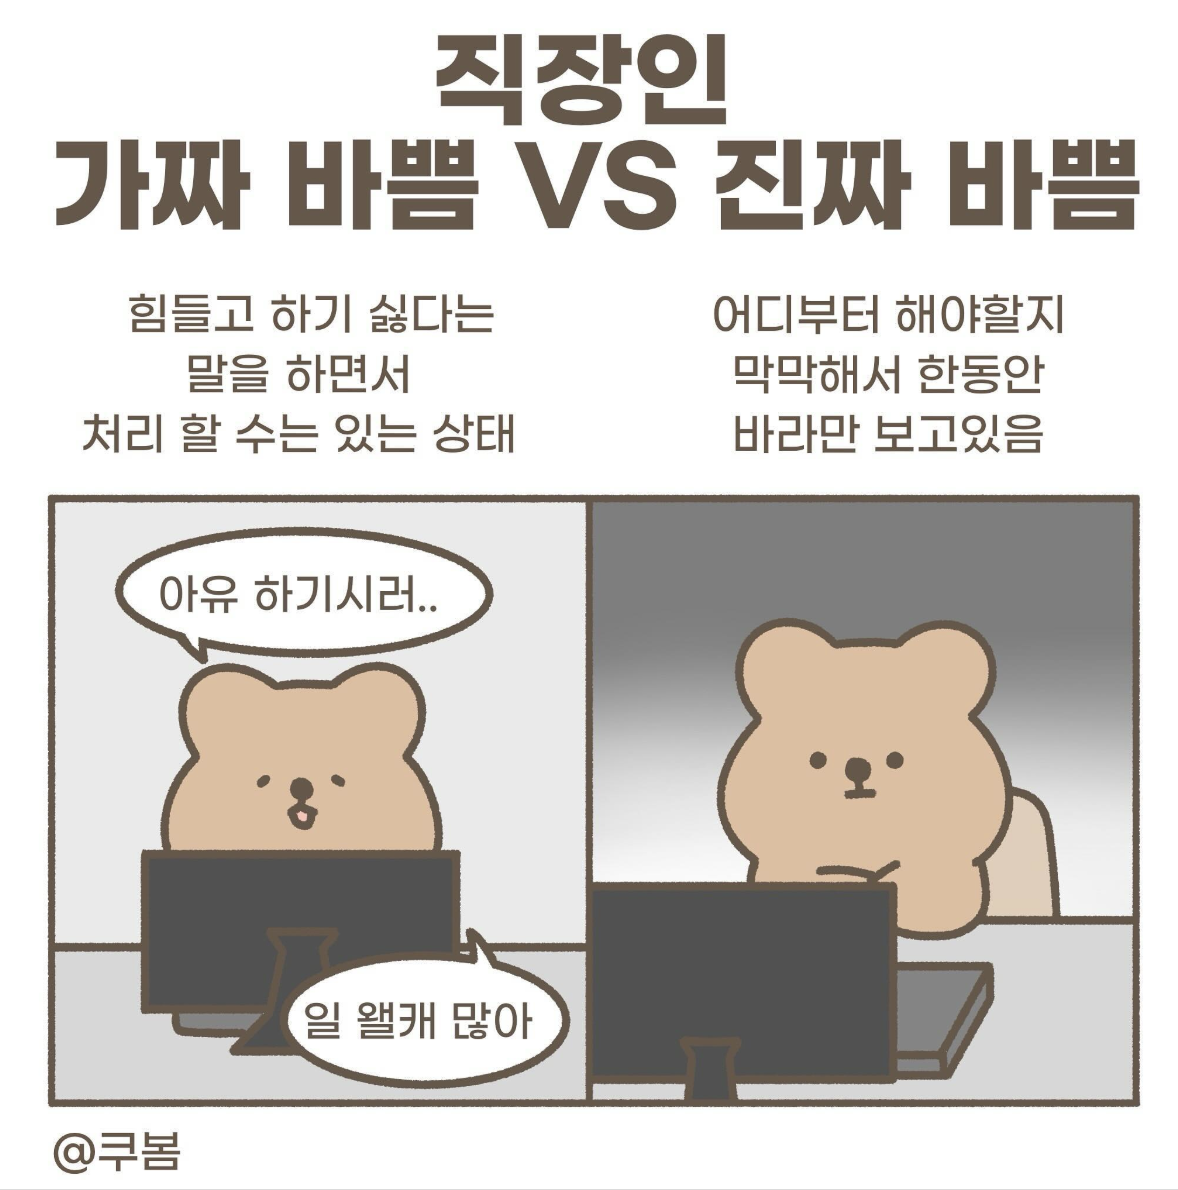 직장인
가짜 바쁨 VS 진짜 바쁨
힘들고 하기 싫다는
말을 하면서
처리 할 수는 있는 상태
어디부터 해야할지
막막해서 한동안
바라만 보고있음
아유 하기시러..
일 왤캐 많아
@쿠봄